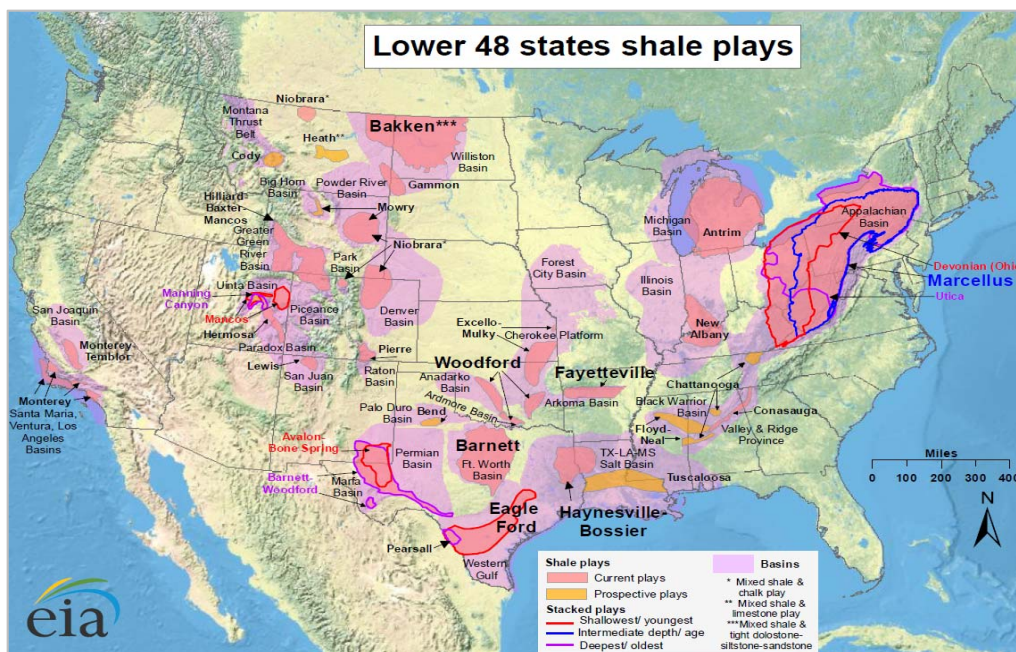 Lower 48 states shale plays
Niobrara*
Montana
Thrust
Belt
Bakken***
Heath**
Cody
Williston
Basin
Big Horn
Basin
Powder River
Basin
Gammon
Hilliard-
Baxter-
Mancos
Mowry
Greater
Green
River
Basin
Niobrara*
Park
Basin
Michigan
Basin
Antrim
Appalachian
Basin
Devonian (Ohio
Marcellus
Utica
Forest
City Basin
Illinois
Basin
Uinta Basin
Manning
Canyon
Mancos
Piceance
Basin
Denver
Basin
San Joaquin
Basin
Hermosa
Paradox Basin
Excello-
Mulky
Cherokee Platform
New
Albany
Monterey-
Temblor
Pierre
Lewis
San Juan
Basin
Raton
Basin
Woodford
Anadarko
Basin
Fayetteville
Chattanooga
Monterey
Santa Maria,
Ventura, Los
Angeles
Basins
Palo Duro
Basin
Bend
Ardmore Basin
Arkoma Basin
Black Warrior
Basin
Conasauga
Floyd-
Neal
Valley & Ridge
Province
Avalon-
Bone Spring
Permian
Basin
Barnett
Ft. Worth
Basin
TX-LA-MS
Salt Basin
Tuscaloosa
Barnett-
Woodford
Marfa
Basin
Eagle
Ford
Haynesville-
Bossier
Pearsall
Western
Gulf
Miles
0 100 200 300 400
N
Shale plays
Current plays
Prospective plays
Stacked plays
Shallowest/ youngest
Intermediate depth/ age
Deepest/ oldest
Basins
* Mixed shale &
chalk play
** Mixed shale &
limestone play
***Mixed shale &
tight dolostone-
siltstone-sandstone
eia